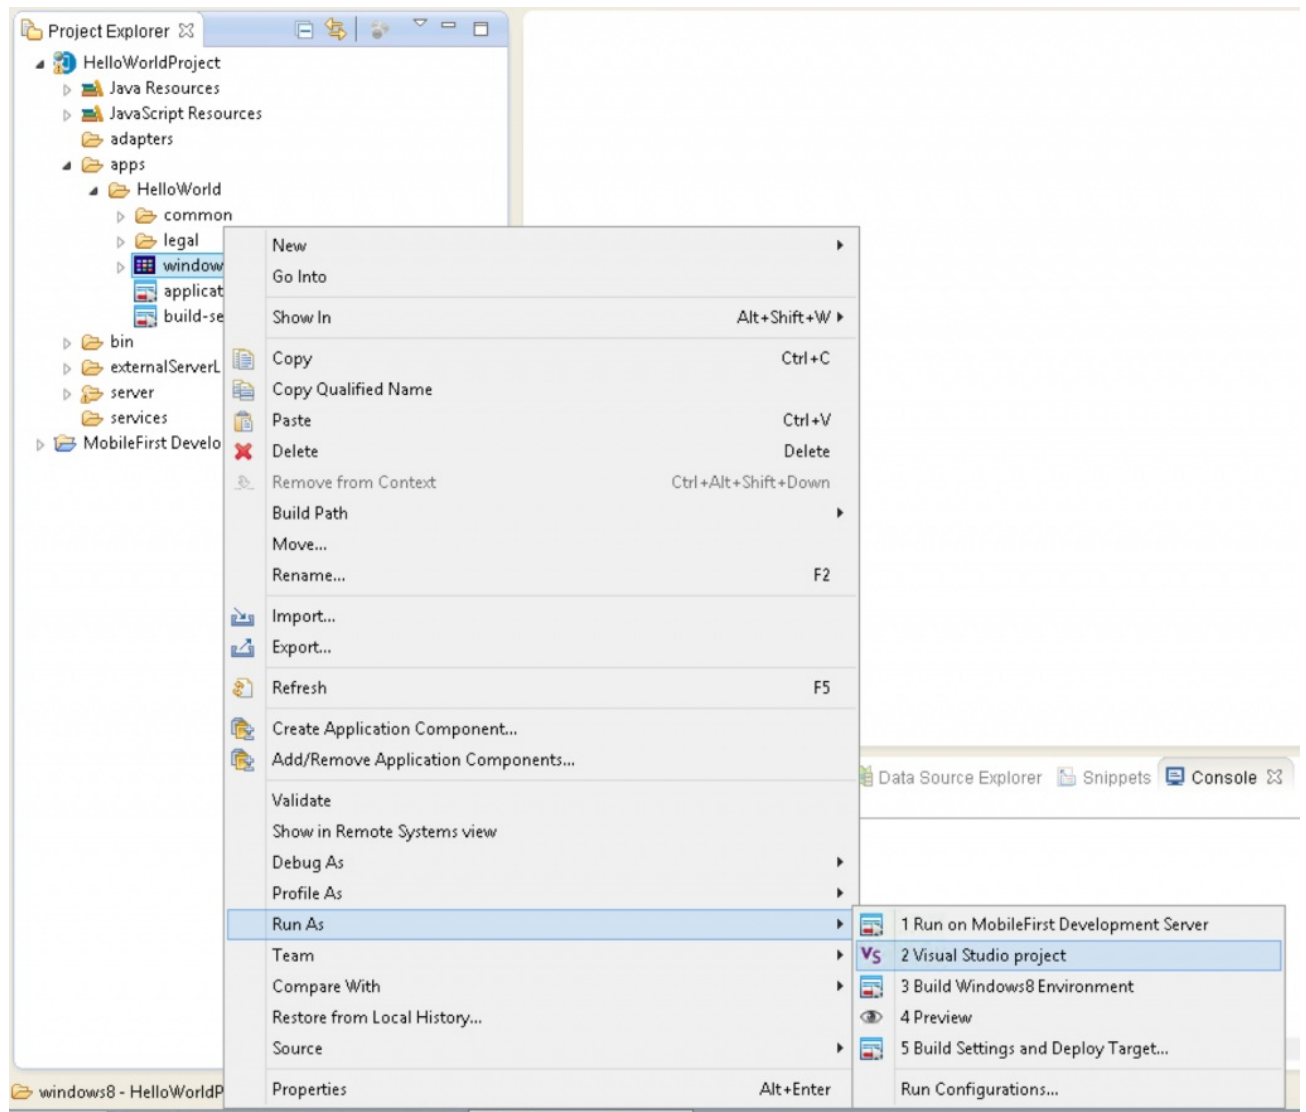 Project Explorer
HelloWorldProject
Java Resources
JavaScript Resources
adapters
apps
HelloWorld
common
legal
window
applicat
build-se
bin
externalServerL
server
services
MobileFirst Develo
New
Go Into
Show In Alt+Shift+W
Copy Ctrl+C
Copy Qualified Name
Paste Ctrl+V
Delete Delete
Remove from Context Ctrl+Alt+Shift+Down
Build Path
Move...
Rename... F2
Import...
Export...
Refresh F5
Create Application Component...
Add/Remove Application Components...
Validate
Show in Remote Systems view
Debug As
Profile As
Run As
Team
Compare With
Restore from Local History...
Source
Properties Alt+Enter
Data Source Explorer Snippets Console
1 Run on MobileFirst Development Server
VS 2 Visual Studio project
3 Build Windows8 Environment
4 Preview
5 Build Settings and Deploy Target...
Run Configurations...
windows8 - HelloWorldP